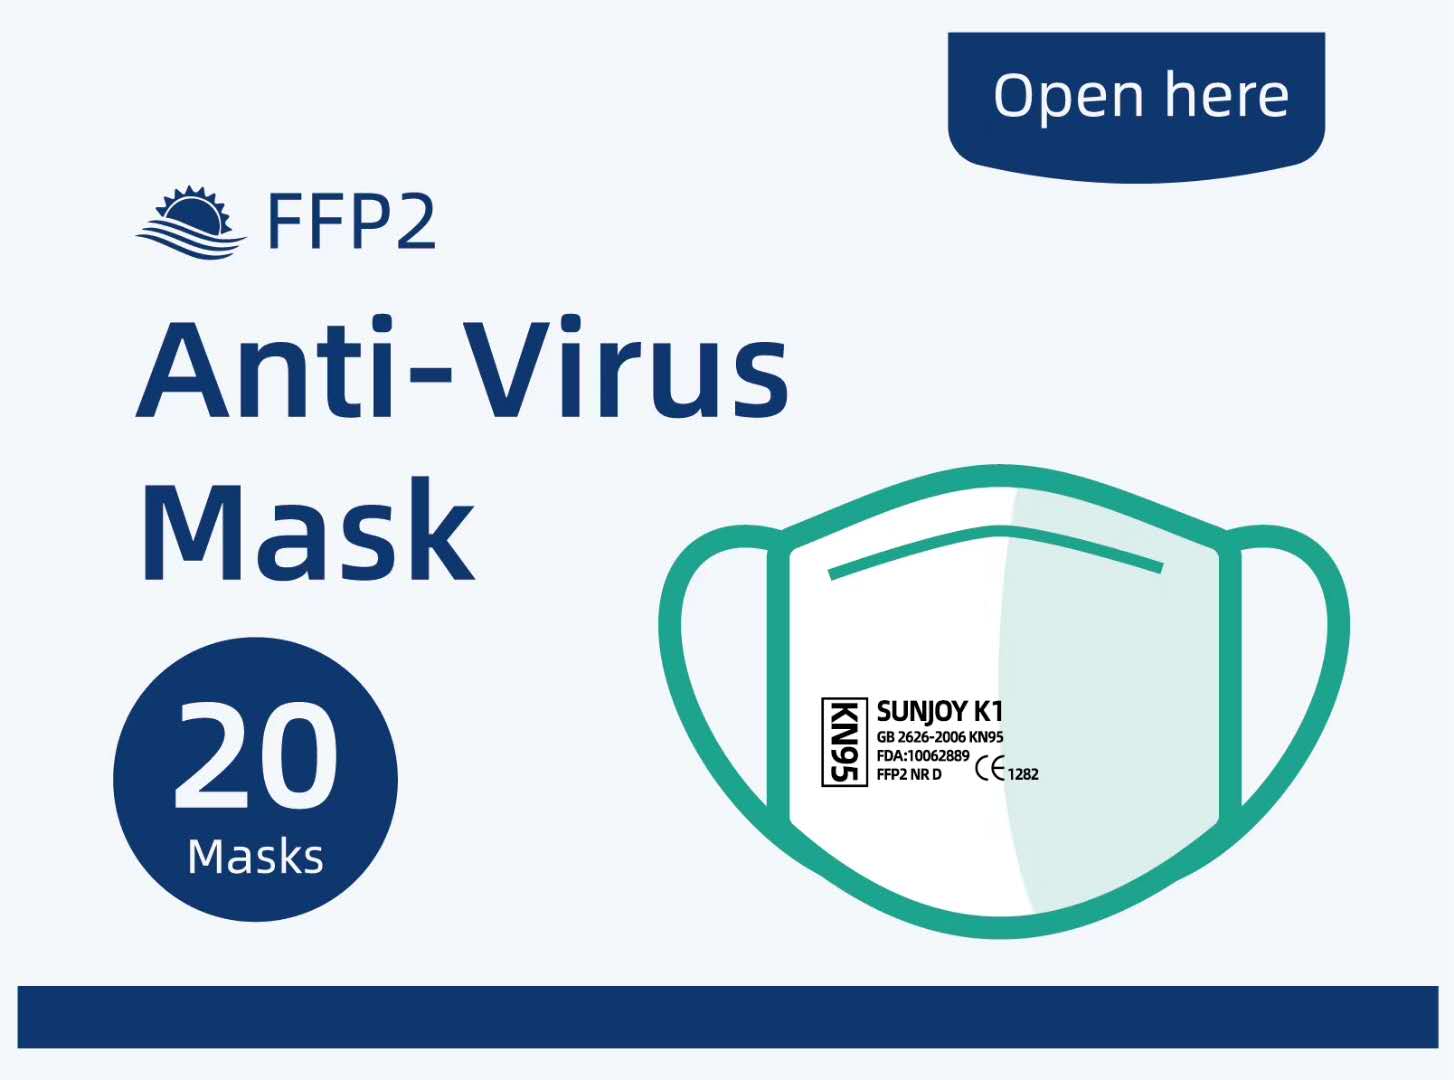 Open here
FFP2
Anti-Virus
Mask
20
Masks
KN95
SUNJOY K1
GB 2626-2006 KN95
FDA:10062889
FFP2 NR D CE 1282